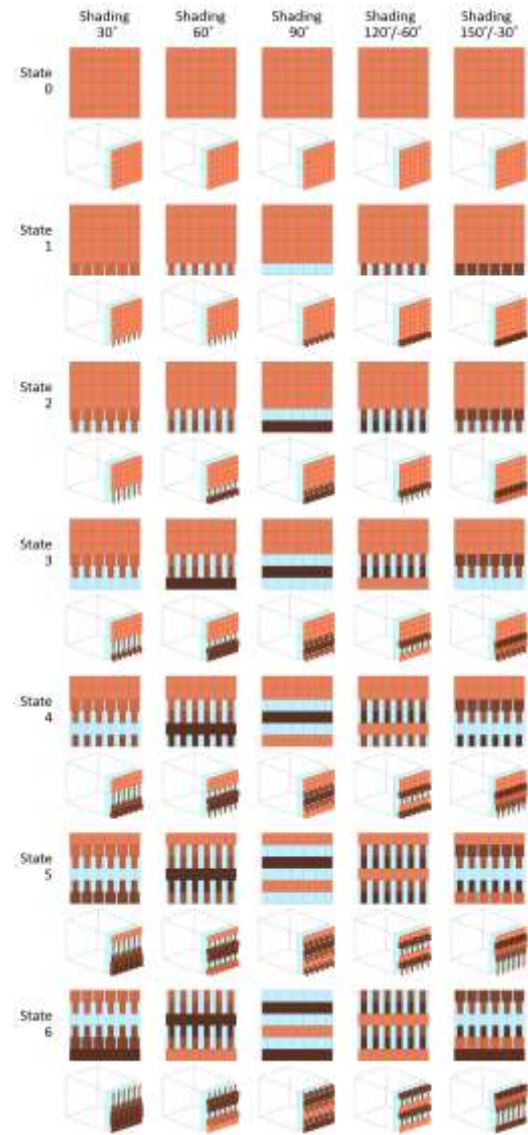 Shading 30° Shading 60° Shading 90° Shading 120°/-60° Shading 150°/-30°
State 0
State 1
State 2
State 3
State 4
State 5
State 6